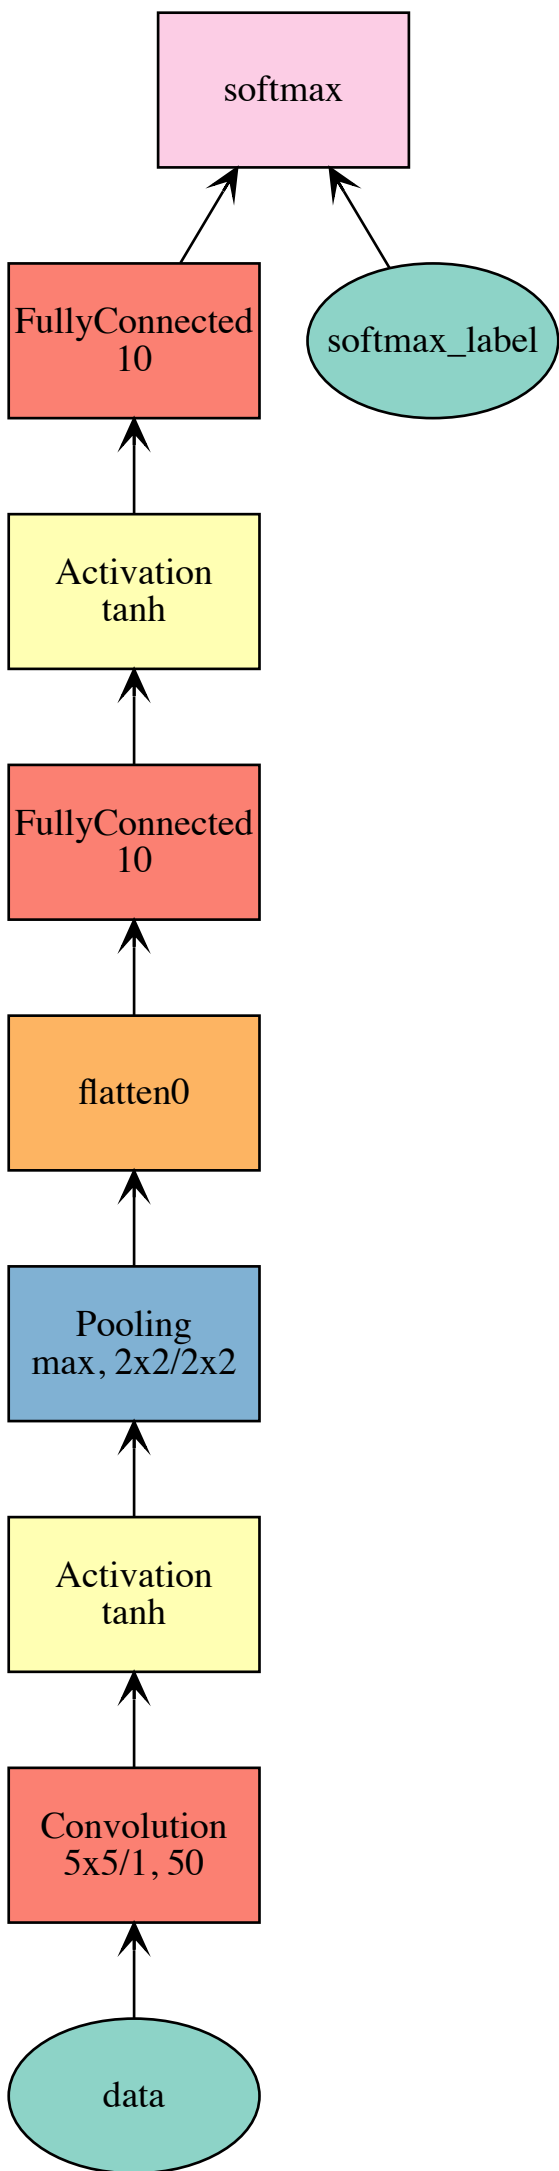 softmax
FullyConnected
10
softmax_label
Activation
tanh
FullyConnected
10
flatten0
Pooling
max, 2x2/2x2
Activation
tanh
Convolution
5x5/1, 50
data